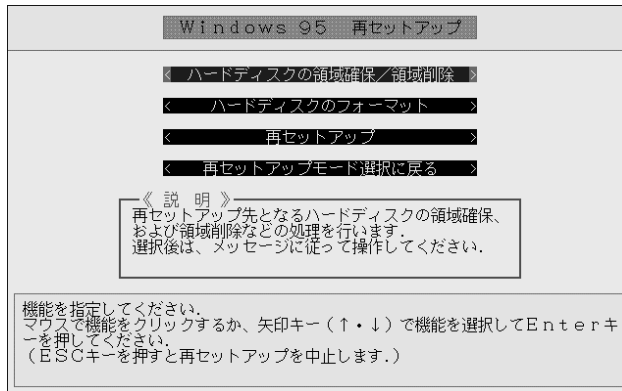 Ｗｉｎｄｏｗｓ　９５　再セットアップ
＜　ハードディスクの領域確保／領域削除　＞
＜　ハードディスクのフォーマット　＞
＜　再セットアップ　＞
＜　再セットアップモード選択に戻る　＞
《　説　明　》
再セットアップ先となるハードディスクの領域確保、
および領域削除などの処理を行います．
選択後は、メッセージに従って操作してください．
機能を指定してください．
マウスで機能をクリックするか、矢印キー（↑・↓）で機能を選択してＥｎｔｅｒキ
ーを押してください．
（ＥＳＣキーを押すと再セットアップを中止します．）